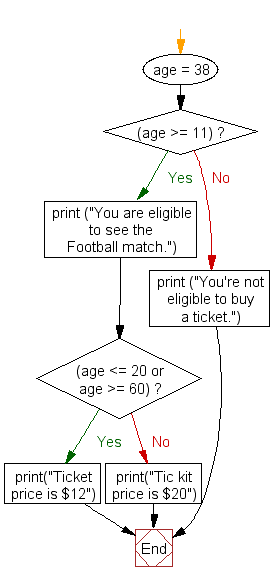 age = 38
(age >= 11) ?
Yes
No
print ("You are eligible
to see the
Football match.")
print ("You're not
eligible to buy
a ticket.")
(age <= 20 or
age >= 60) ?
Yes
No
print("Ticket
price is $12")
print("Tic kit
price is $20")
End